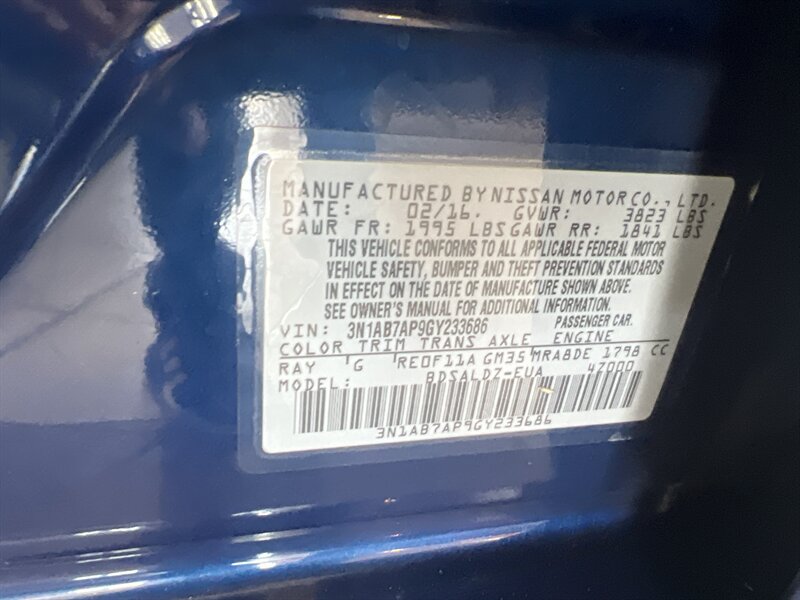 MANUFACTURED BY NISSAN MOTOR CO., LTD.
DATE: 02/16. GVWR: 3823 LBS
GAWR FR: 1995 LBS GAWR RR: 1841 LBS
THIS VEHICLE CONFORMS TO ALL APPLICABLE FEDERAL MOTOR
VEHICLE SAFETY, BUMPER AND THEFT PREVENTION STANDARDS
IN EFFECT ON THE DATE OF MANUFACTURE SHOWN ABOVE.
SEE OWNER'S MANUAL FOR ADDITIONAL INFORMATION.
VIN: 3N1AB7AP9GY233686 PASSENGER CAR.
COLOR TRIM TRANS AXLE ENGINE
RAY G RE0F11A GM35 MRA8DE 1798 CC
MODEL: BDSALDZ-EUA 4Z000
3N1AB7AP9GY233686